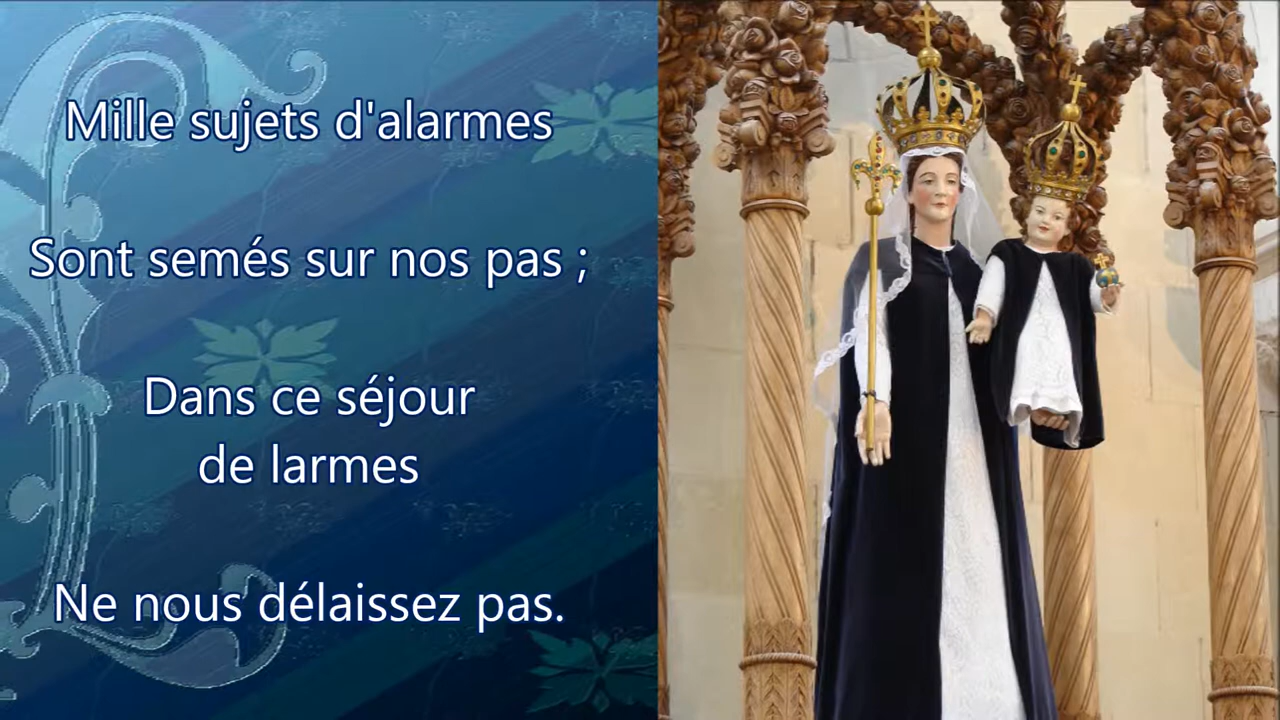 Mille sujets d'alarmes
Sont semés sur nos pas ;
Dans ce séjour
de larmes
Ne nous délaissez pas.